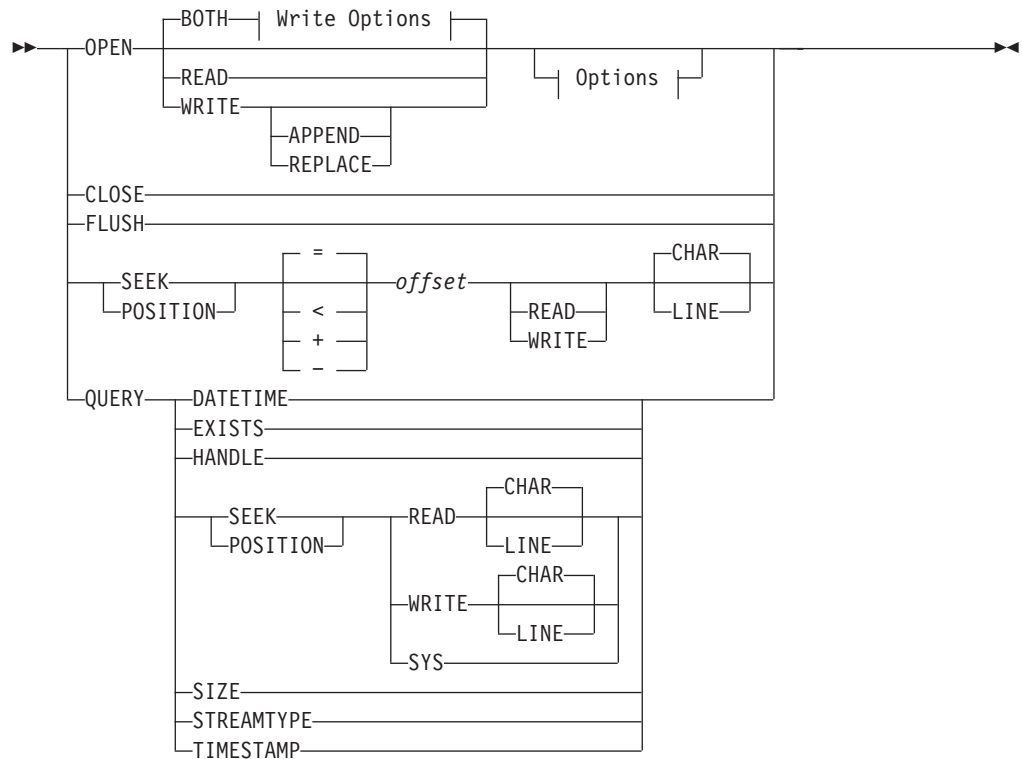 BOTH Write Options
OPEN
READ
Options
WRITE
APPEND
REPLACE
CLOSE
FLUSH
= CHAR
SEEK offset
POSITION < READ LINE
+ WRITE
−
QUERY DATETIME
EXISTS
HANDLE
CHAR
SEEK READ
POSITION LINE
CHAR
WRITE
LINE
SYS
SIZE
STREAMTYPE
TIMESTAMP